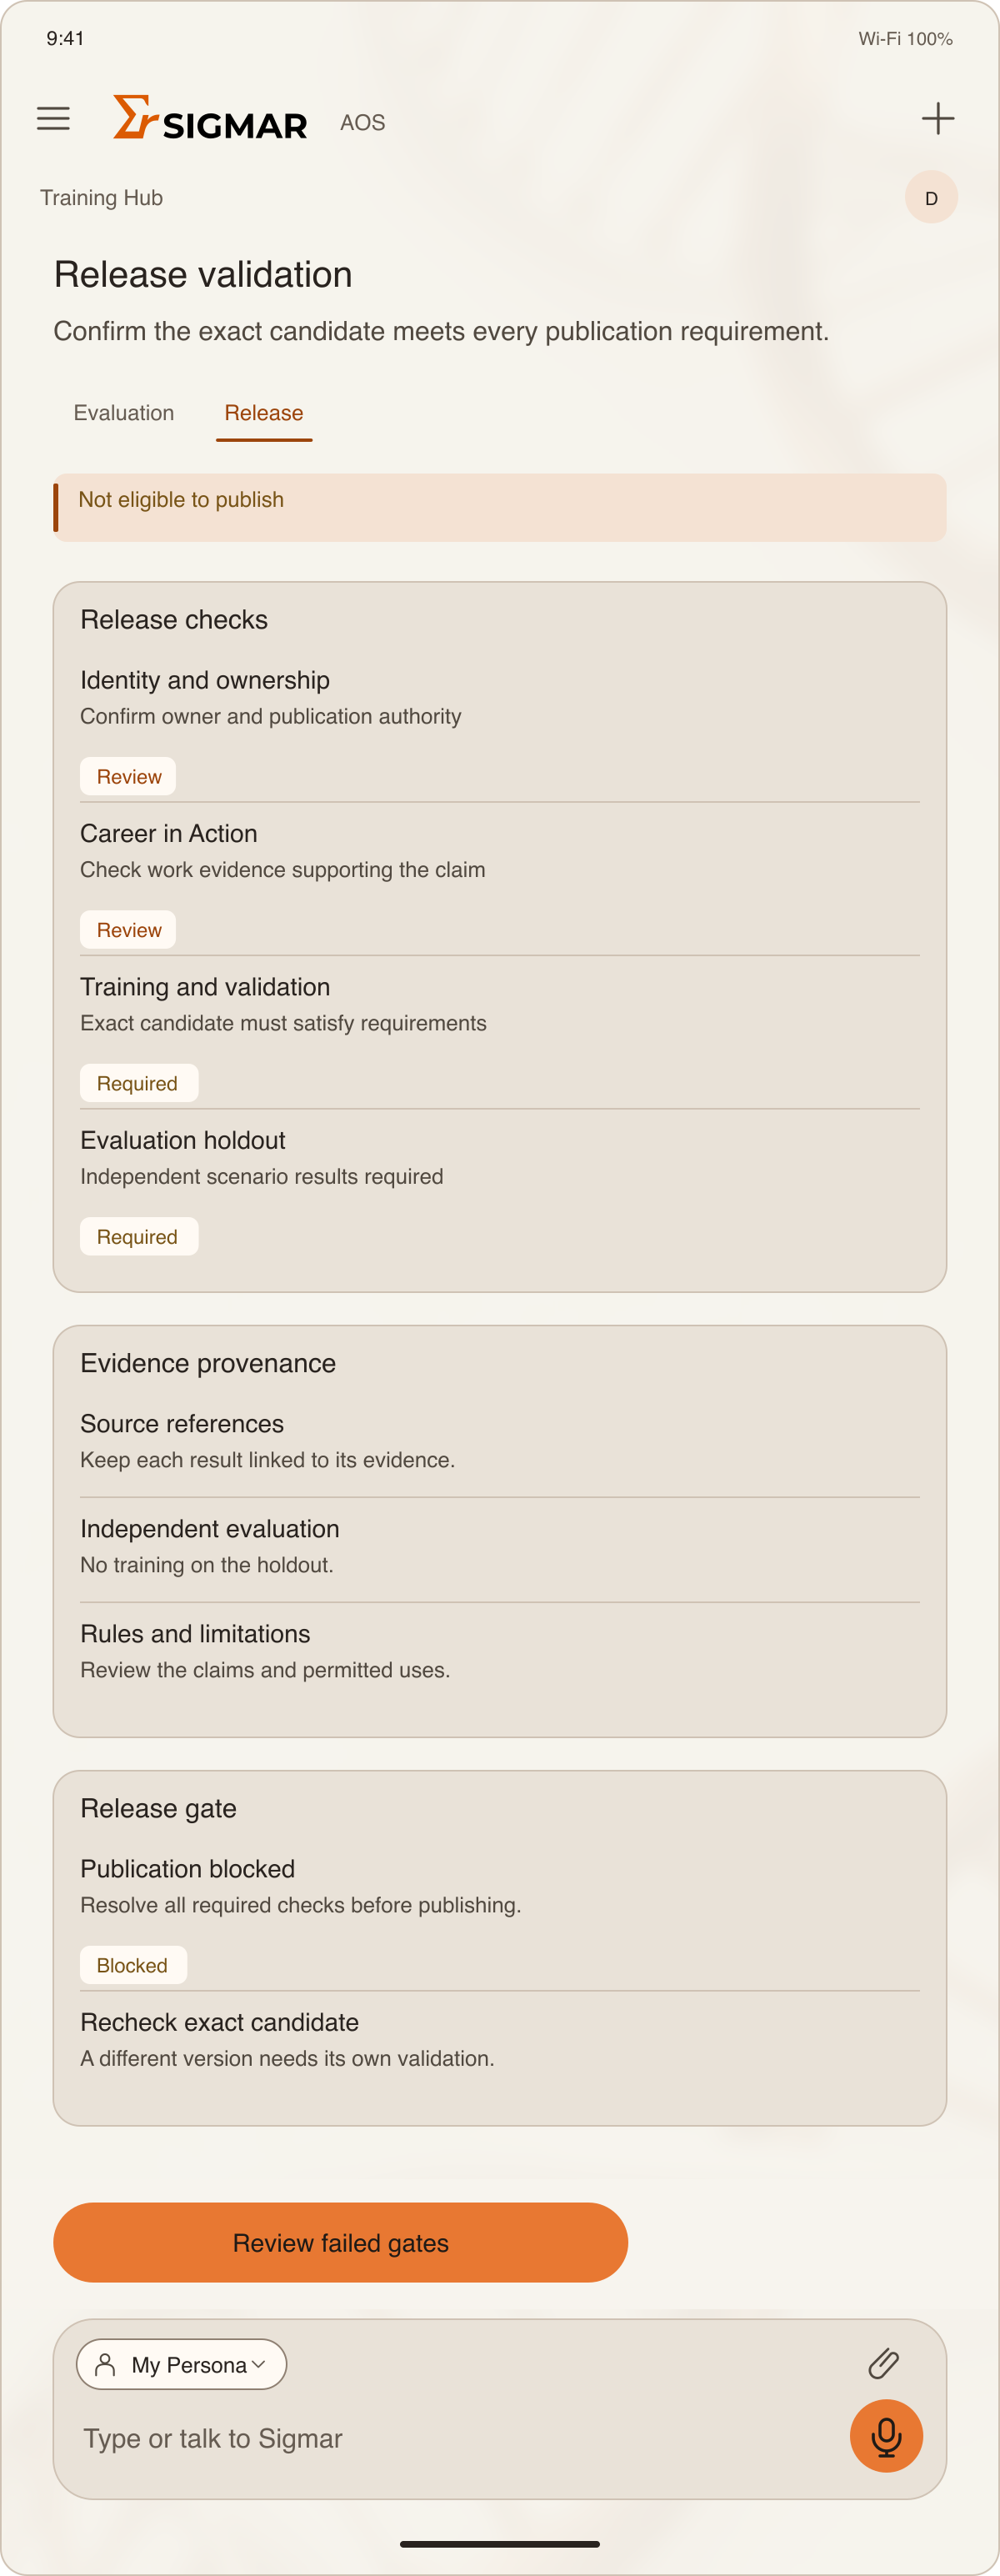 9:41
Wi-Fi 100%
Σr SIGMAR AOS
Training Hub
D
Release validation
Confirm the exact candidate meets every publication requirement.
Evaluation
Release
Not eligible to publish
Release checks
Identity and ownership
Confirm owner and publication authority
Review
Career in Action
Check work evidence supporting the claim
Review
Training and validation
Exact candidate must satisfy requirements
Required
Evaluation holdout
Independent scenario results required
Required
Evidence provenance
Source references
Keep each result linked to its evidence.
Independent evaluation
No training on the holdout.
Rules and limitations
Review the claims and permitted uses.
Release gate
Publication blocked
Resolve all required checks before publishing.
Blocked
Recheck exact candidate
A different version needs its own validation.
Review failed gates
My Persona
Type or talk to Sigmar